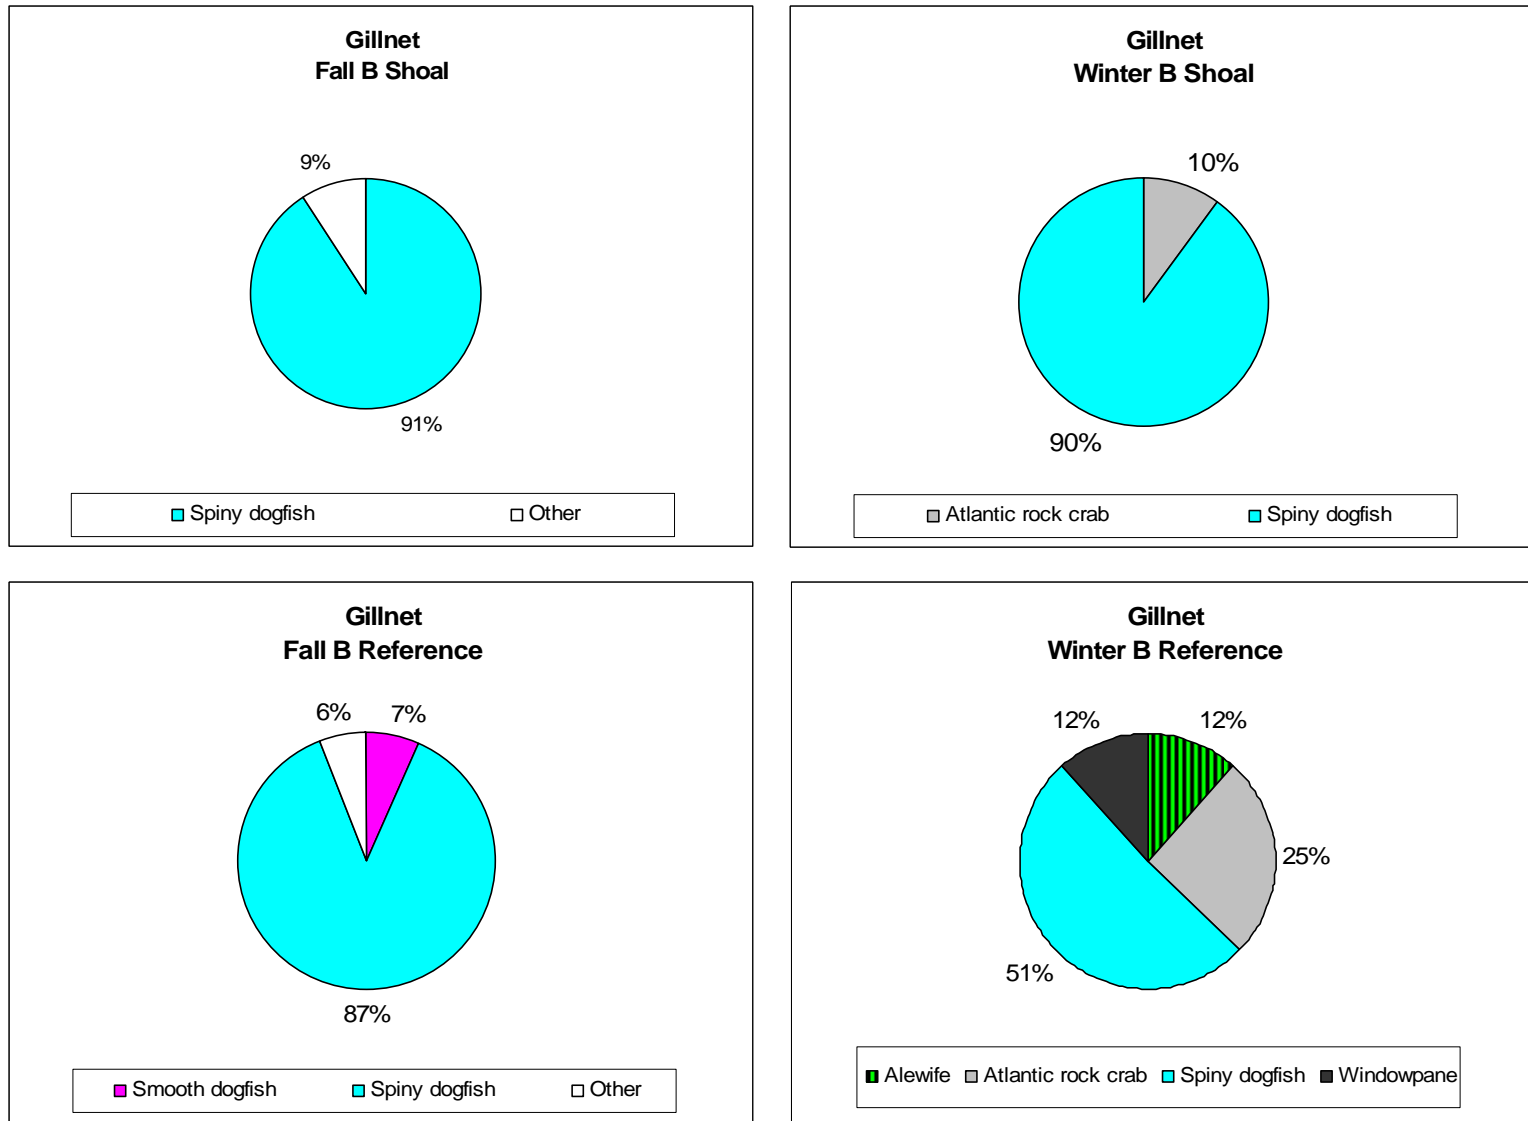 Gillnet
Fall B Shoal
9%
91%
Spiny dogfish Other
Gillnet
Winter B Shoal
10%
90%
Atlantic rock crab Spiny dogfish
Gillnet
Fall B Reference
6% 7%
87%
Smooth dogfish Spiny dogfish Other
Gillnet
Winter B Reference
12% 12%
25%
51%
Alewife Atlantic rock crab Spiny dogfish Windowpane